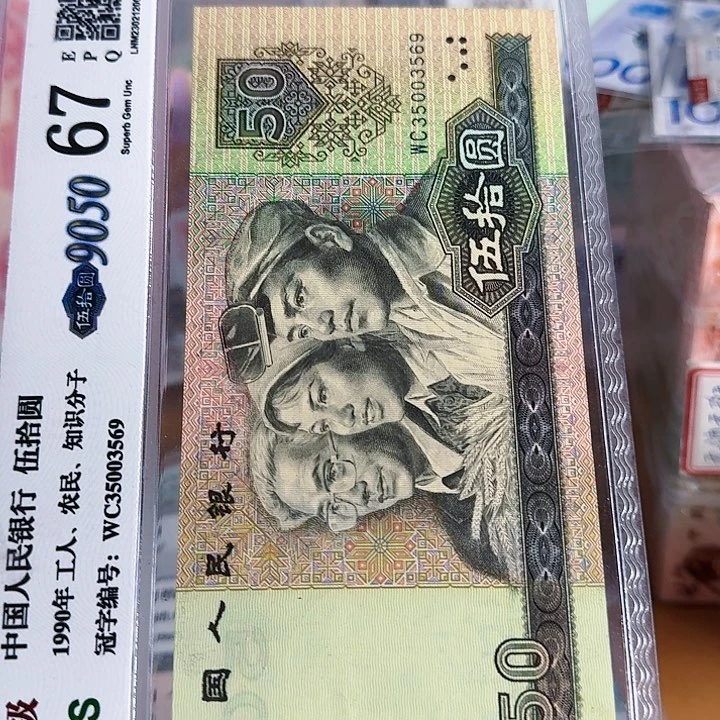 中国人民银行 伍拾圆
1990年 工人、农民、知识分子
冠字编号: WC35003569
级
S
伍拾圆 9050
67
E
P
Q
Superb Gem Unc
50
WC35003569
伍拾圆
国人民银行
50